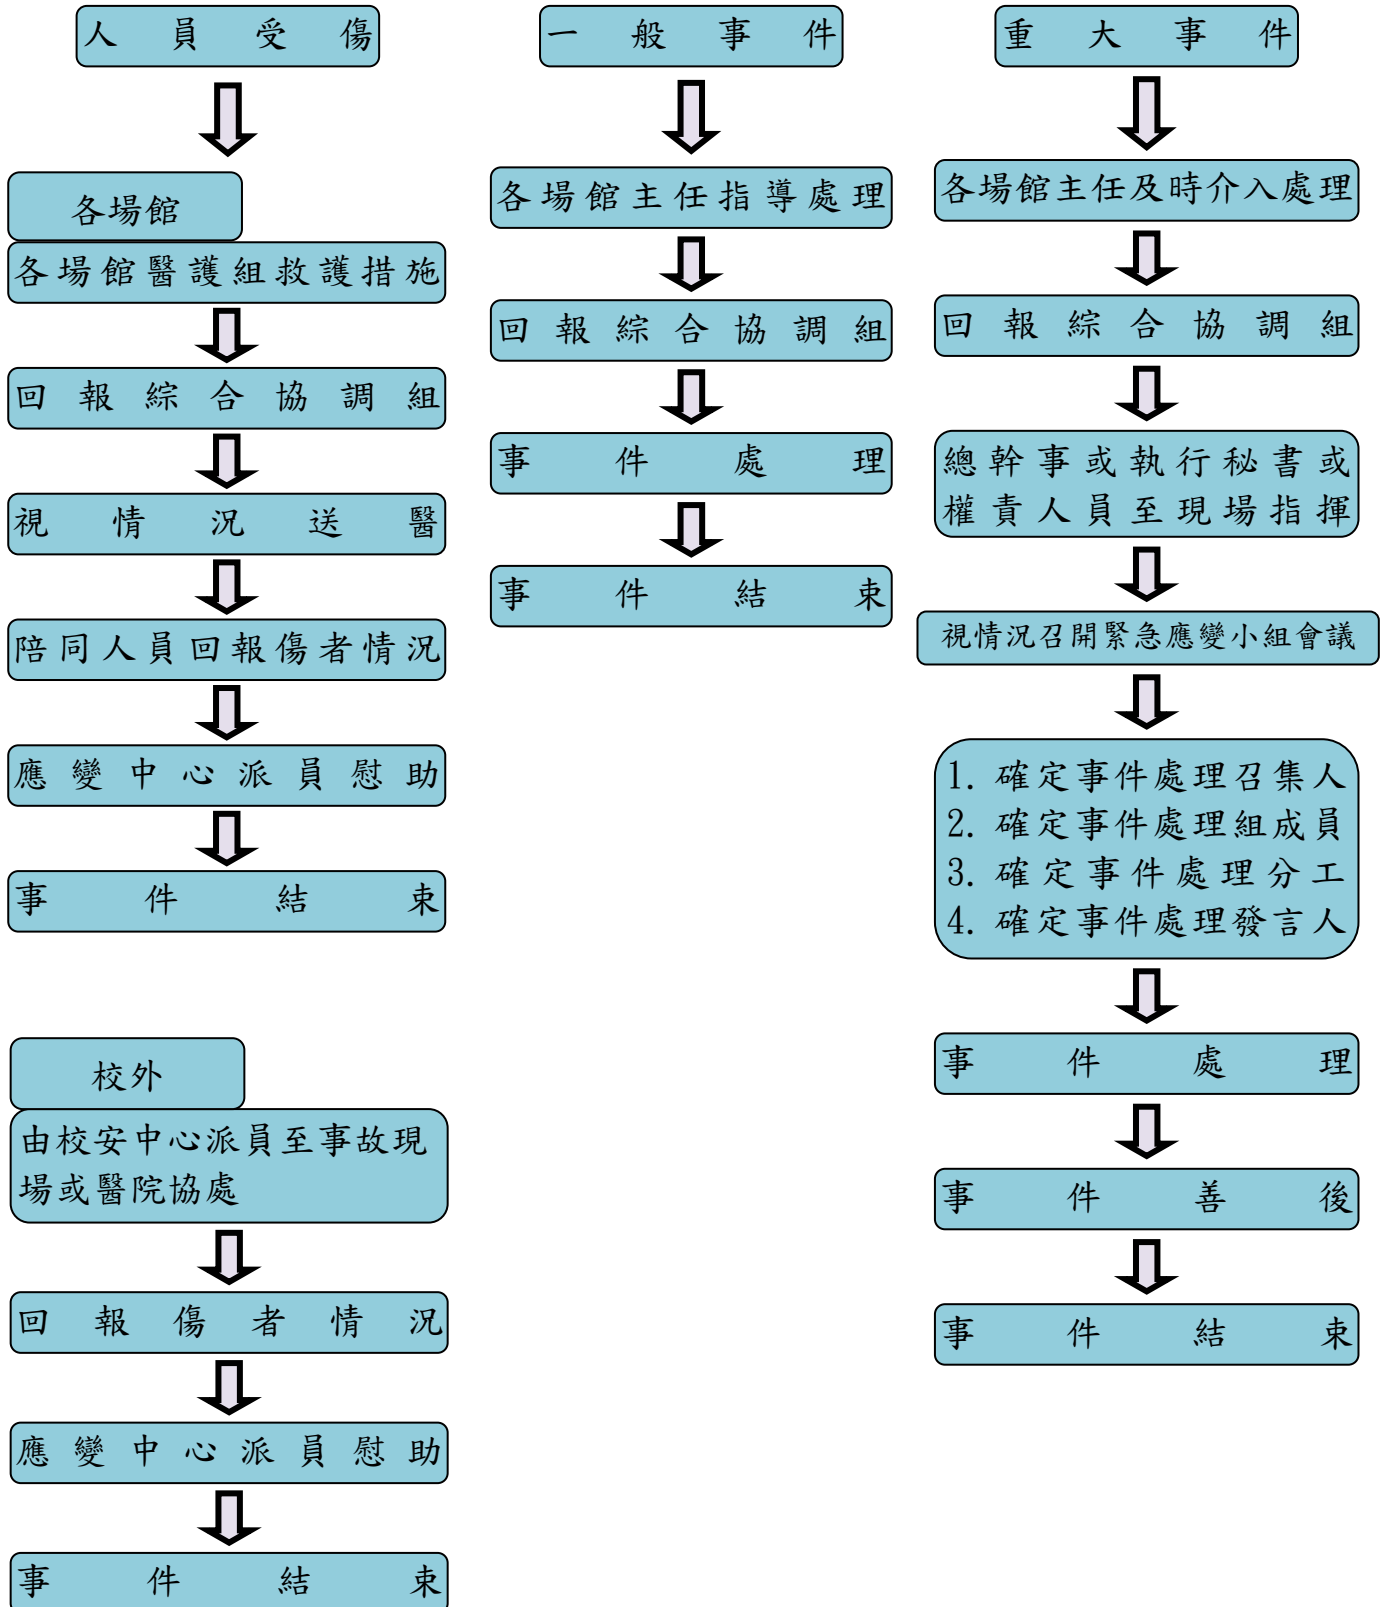 人員受傷
各場館
各場館醫護組救護措施
回報綜合協調組
視情況送醫
陪同人員回報傷者情況
應變中心派員慰助
事件結束
校外
由校安中心派員至事故現
場或醫院協處
回報傷者情況
應變中心派員慰助
事件結束
一般事件
各場館主任指導處理
回報綜合協調組
事件處理
事件結束
重大事件
各場館主任及時介入處理
回報綜合協調組
總幹事或執行秘書或
權責人員至現場指揮
視情況召開緊急應變小組會議
1. 確定事件處理召集人
2. 確定事件處理組成員
3. 確定事件處理分工
4. 確定事件處理發言人
事件處理
事件善後
事件結束